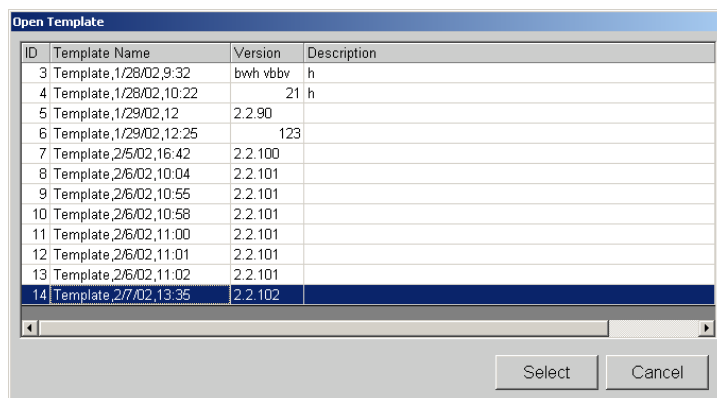 Open Template
ID Template Name Version Description
3 Template,1/28/02,9:32 bwh vbbv h
4 Template,1/28/02,10:22 21 h
5 Template,1/29/02,12 2.2.90
6 Template,1/29/02,12:25 123
7 Template,2/5/02,16:42 2.2.100
8 Template,2/6/02,10:04 2.2.101
9 Template,2/6/02,10:55 2.2.101
10 Template,2/6/02,10:58 2.2.101
11 Template,2/6/02,11:00 2.2.101
12 Template,2/6/02,11:01 2.2.101
13 Template,2/6/02,11:02 2.2.101
14 Template,2/7/02,13:35 2.2.102
Select Cancel